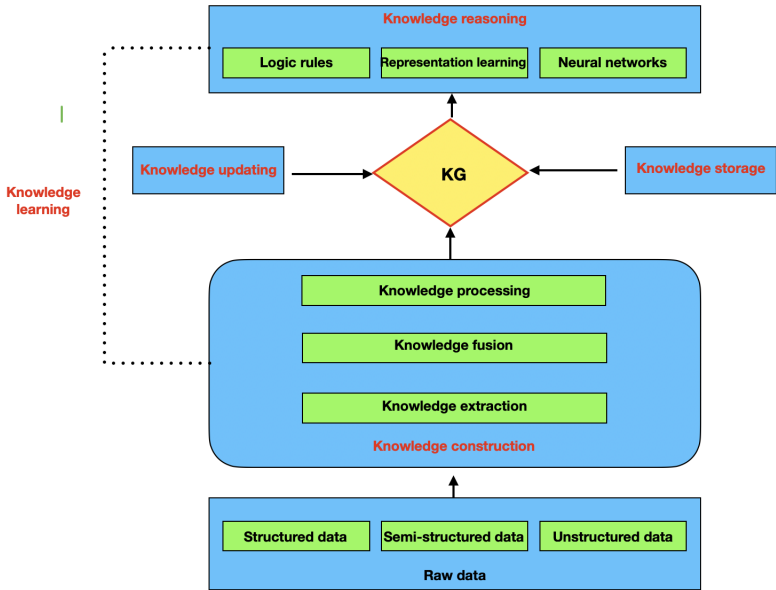 Knowledge reasoning
Logic rules
Representation learning
Neural networks
Knowledge updating
KG
Knowledge storage
Knowledge
learning
Knowledge processing
Knowledge fusion
Knowledge extraction
Knowledge construction
Structured data
Semi-structured data
Unstructured data
Raw data